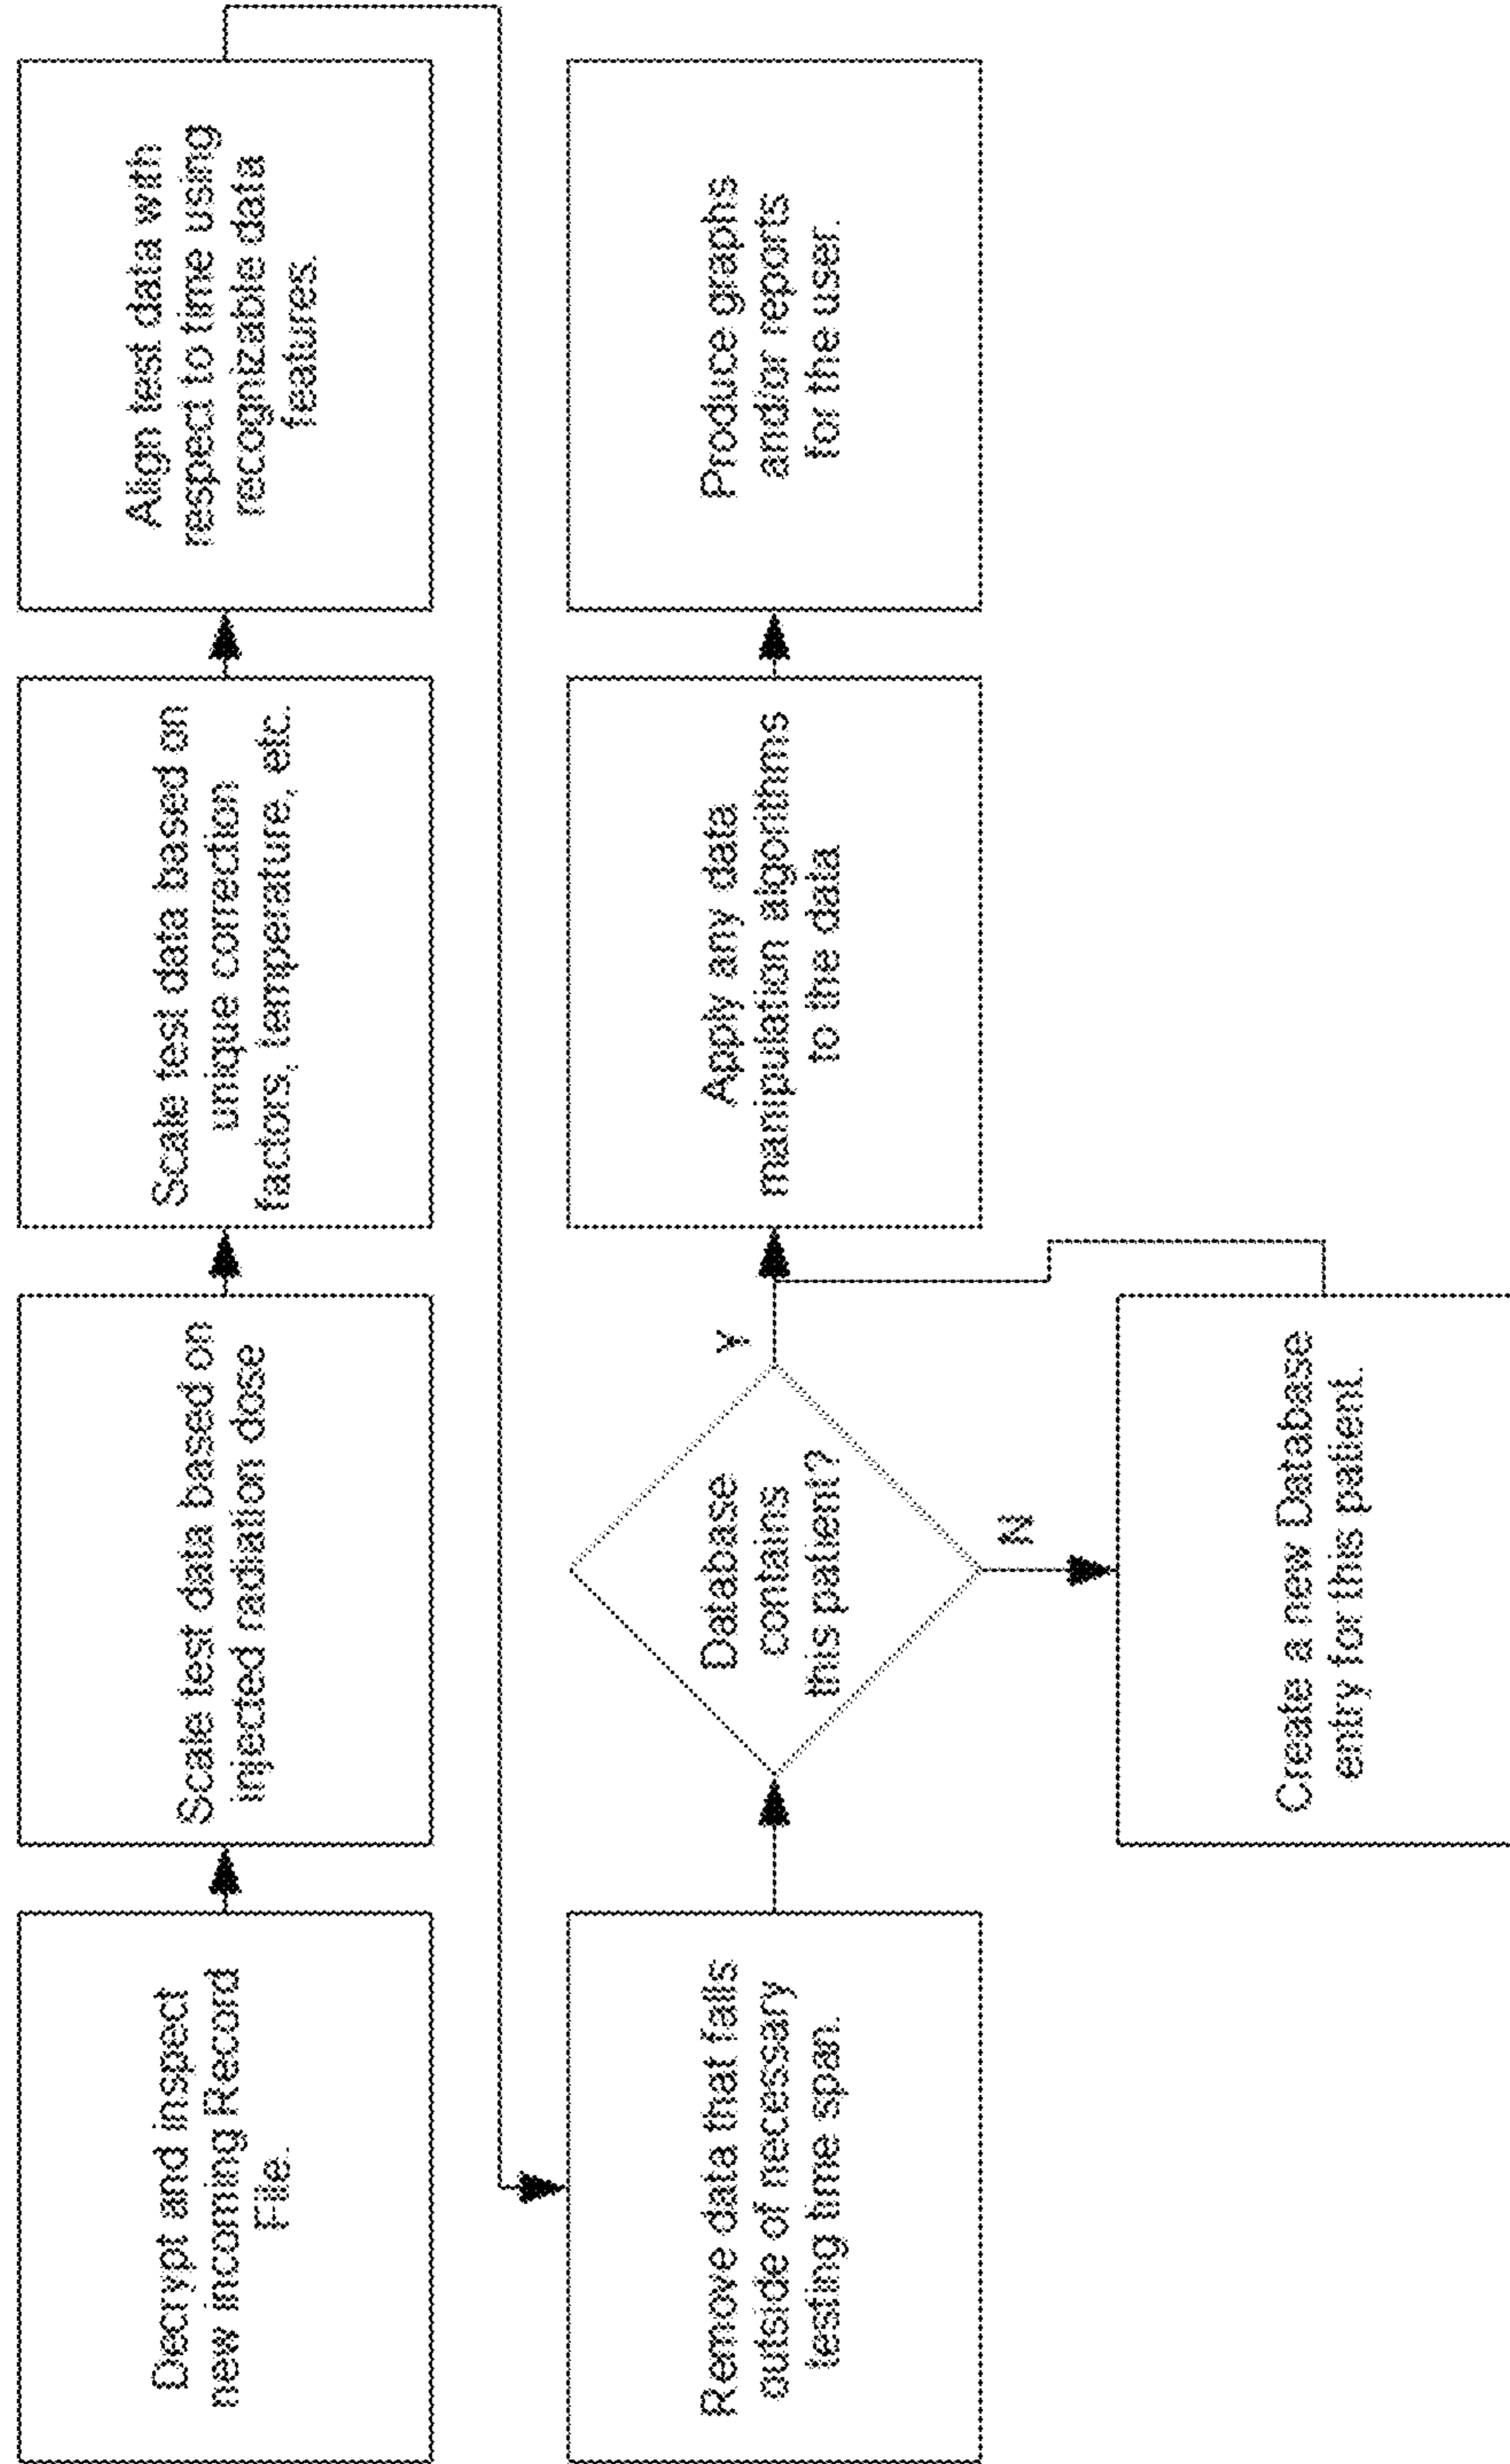 Decrypt and inspect
new incoming Record
File.
Scale test data based on
injected radiation dose
Scale test data based on
unique correction
factors, temperature, etc.
Align test data with
respect to time using
recognizable data
features.
Remove data that falls
outside of necessary
testing time span.
Database
contains
this patient?
Y
N
Create a new Database
entry for this patient.
Apply any data
manipulation algorithms
to the data
Produce graphs
and/or reports
for the user.